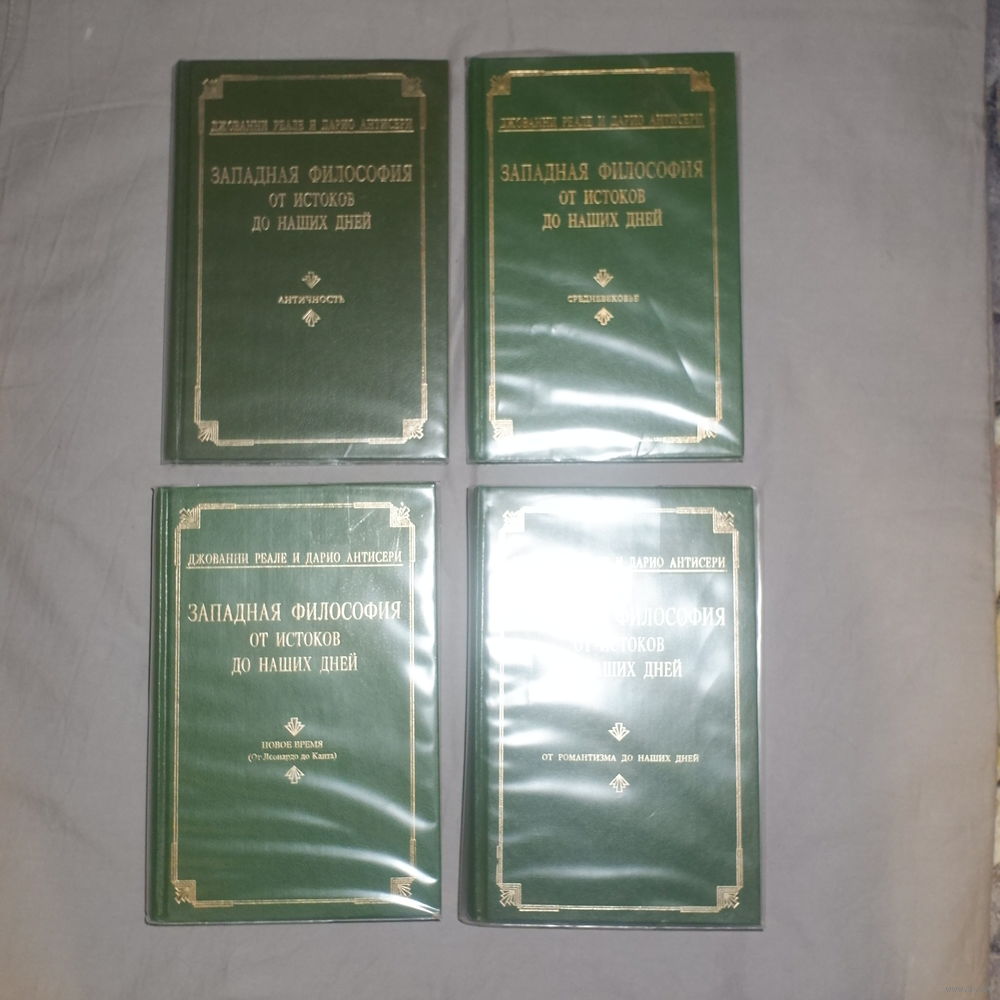 ДЖОВАННИ РЕАЛЕ И ДАРИО АНТИСЕРИ
ЗАПАДНАЯ ФИЛОСОФИЯ
ОТ ИСТОКОВ
ДО НАШИХ ДНЕЙ
АНТИЧНОСТЬ
ДЖОВАННИ РЕАЛЕ И ДАРИО АНТИСЕРИ
ЗАПАДНАЯ ФИЛОСОФИЯ
ОТ ИСТОКОВ
ДО НАШИХ ДНЕЙ
СРЕДНЕВЕКОВЬЕ
ДЖОВАННИ РЕАЛЕ И ДАРИО АНТИСЕРИ
ЗАПАДНАЯ ФИЛОСОФИЯ
ОТ ИСТОКОВ
ДО НАШИХ ДНЕЙ
НОВОЕ ВРЕМЯ
(От Леонардо до Канта)
И ДАРИО АНТИСЕРИ
ФИЛОСОФИЯ
ОТ ИСТОКОВ
НАШИХ ДНЕЙ
ОТ РОМАНТИЗМА ДО НАШИХ ДНЕЙ